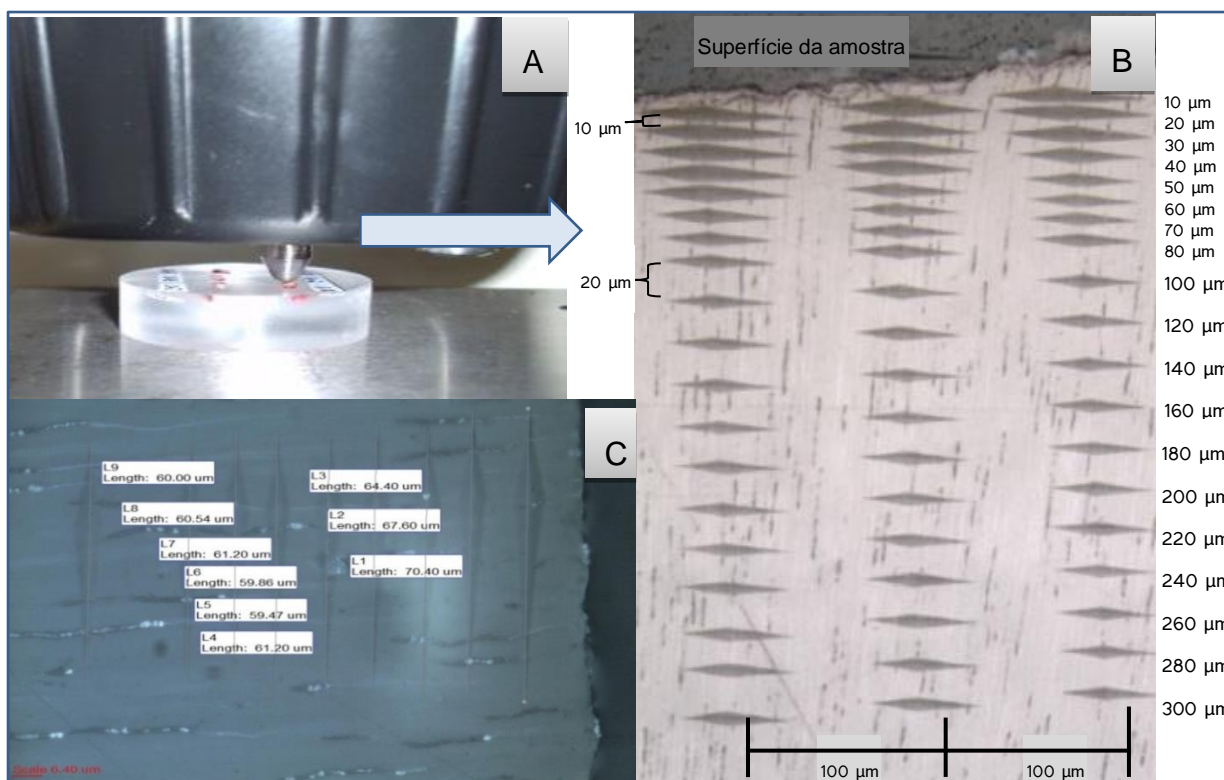 A
Superfície da amostra
B
10 µm
20 µm
10 µm
20 µm
30 µm
40 µm
50 µm
60 µm
70 µm
80 µm
100 µm
120 µm
140 µm
160 µm
180 µm
200 µm
220 µm
240 µm
260 µm
280 µm
300 µm
100 µm
100 µm
C
L9
Length: 60.00 um
L3
Length: 64.40 um
L8
Length: 60.54 um
L2
Length: 67.60 um
L7
Length: 61.20 um
L1
Length: 70.40 um
L6
Length: 59.86 um
L5
Length: 59.47 um
L4
Length: 61.20 um
Scale 6.40 um